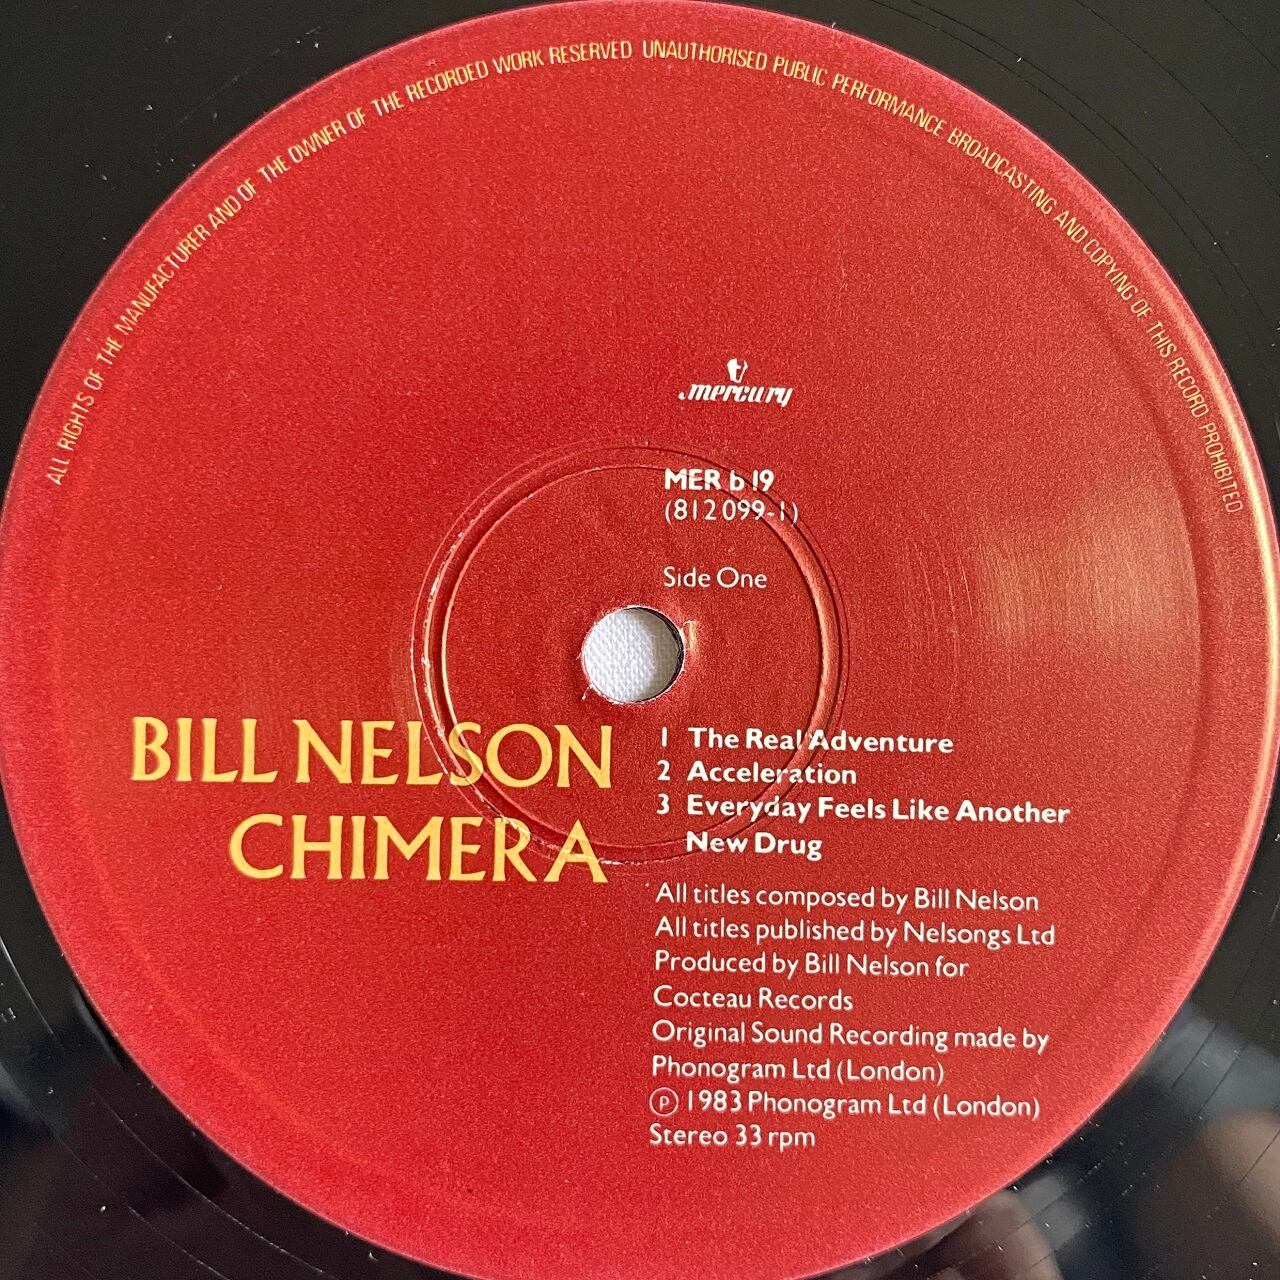 ALL RIGHTS OF THE MANUFACTURER AND OF THE OWNER OF THE RECORDED WORK RESERVED UNAUTHORISED PUBLIC PERFORMANCE BROADCASTING AND COPYING OF THIS RECORD PROHIBITED
mercury
MER b 19
(812 099-1)
Side One
BILL NELSON
CHIMERA
1 The Real Adventure
2 Acceleration
3 Everyday Feels Like Another
New Drug
All titles composed by Bill Nelson
All titles published by Nelsongs Ltd
Produced by Bill Nelson for
Cocteau Records
Original Sound Recording made by
Phonogram Ltd (London)
Ⓟ 1983 Phonogram Ltd (London)
Stereo 33 rpm